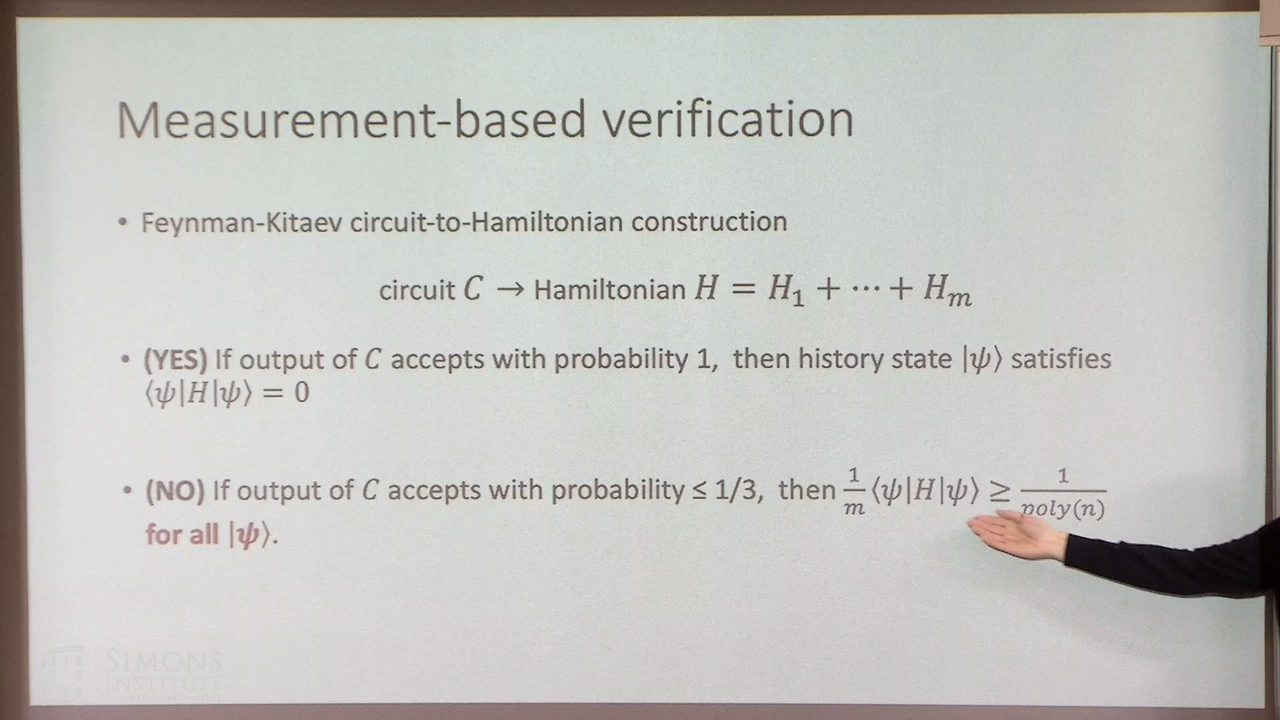 Measurement-based verification
• Feynman-Kitaev circuit-to-Hamiltonian construction
circuit C → Hamiltonian H = H₁ + ⋯ + Hₘ
• (YES) If output of C accepts with probability 1, then history state |ψ⟩ satisfies
⟨ψ|H|ψ⟩ = 0
• (NO) If output of C accepts with probability ≤ 1/3, then 1/m ⟨ψ|H|ψ⟩ ≥ 1/poly(n)
for all |ψ⟩.
SIMONS
INSTITUTE